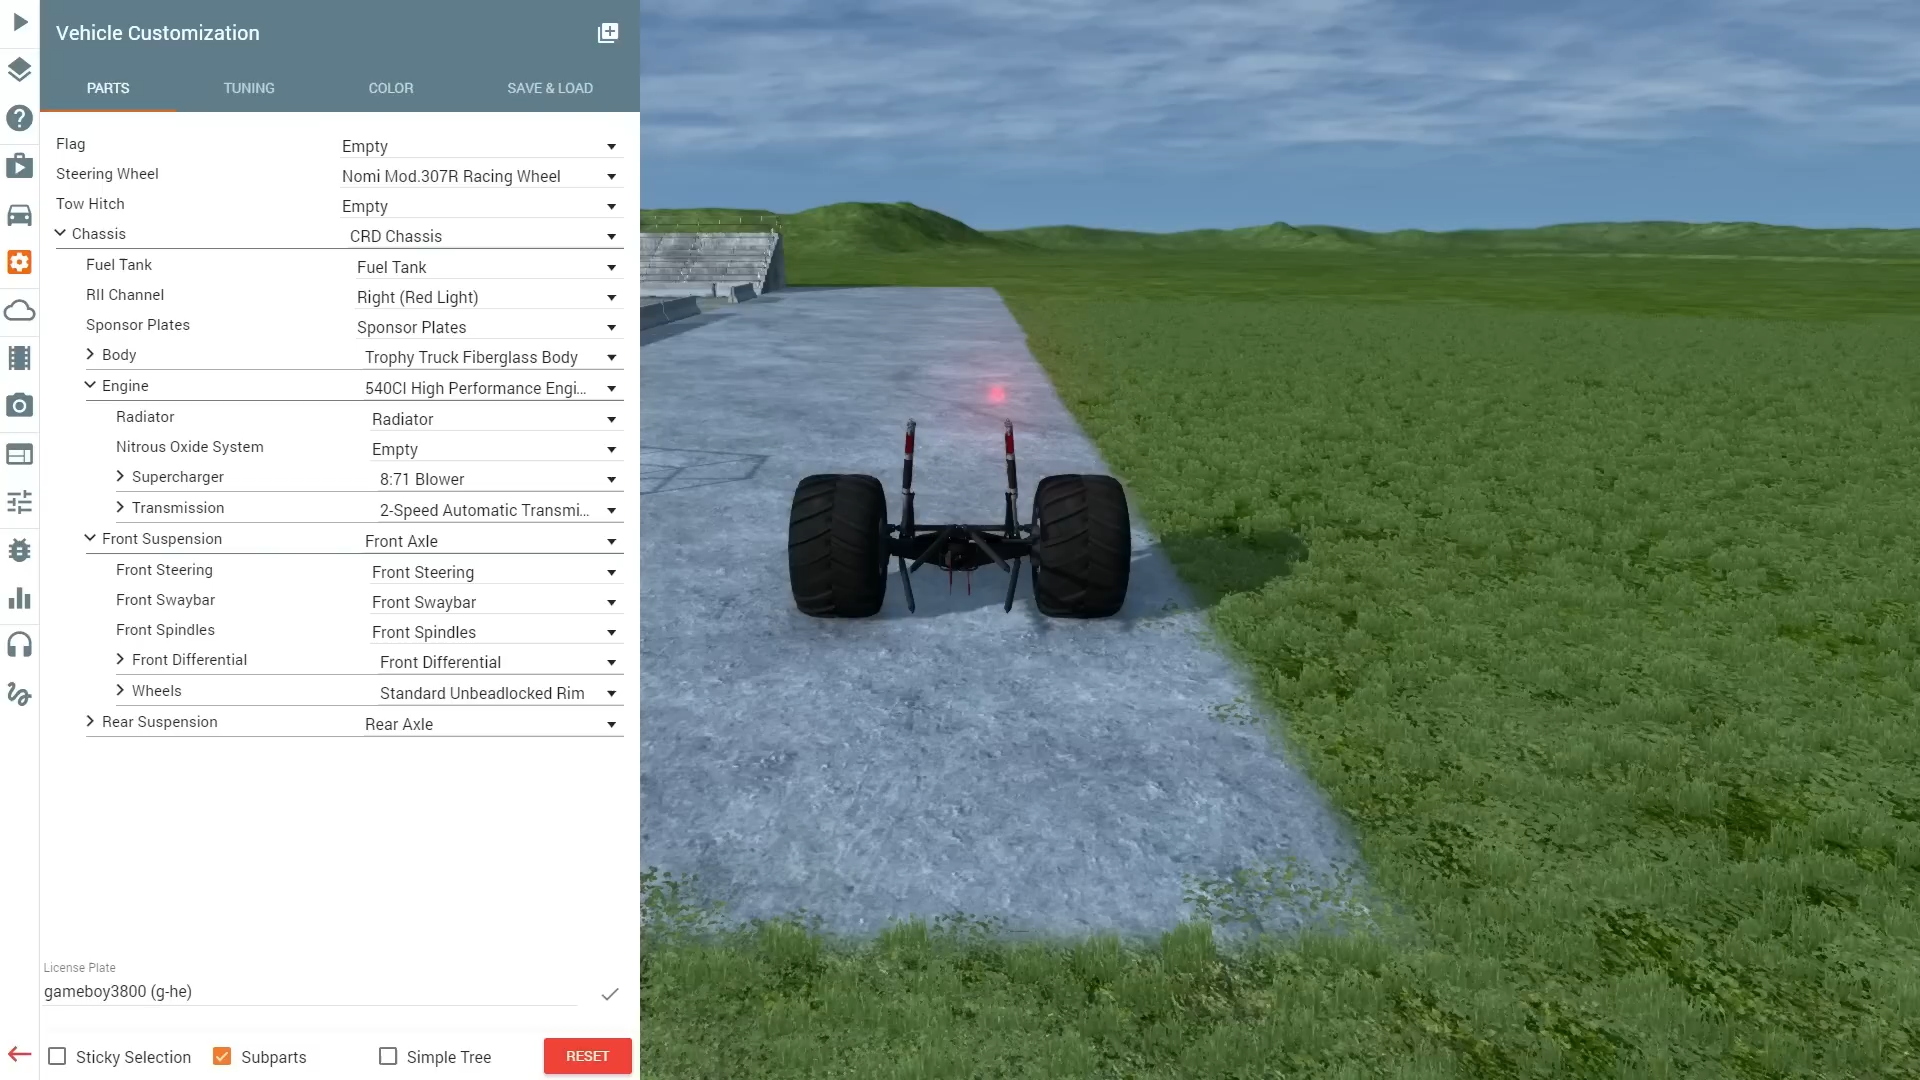 Vehicle Customization
PARTS TUNING COLOR SAVE & LOAD
Flag Empty
Steering Wheel Nomi Mod.307R Racing Wheel
Tow Hitch Empty
Chassis CRD Chassis
Fuel Tank Fuel Tank
RII Channel Right (Red Light)
Sponsor Plates Sponsor Plates
Body Trophy Truck Fiberglass Body
Engine 540CI High Performance Engi...
Radiator Radiator
Nitrous Oxide System Empty
Supercharger 8:71 Blower
Transmission 2-Speed Automatic Transmi...
Front Suspension Front Axle
Front Steering Front Steering
Front Swaybar Front Swaybar
Front Spindles Front Spindles
Front Differential Front Differential
Wheels Standard Unbeadlocked Rim
Rear Suspension Rear Axle
License Plate
gameboy3800 (g-he)
Sticky Selection Subparts Simple Tree RESET